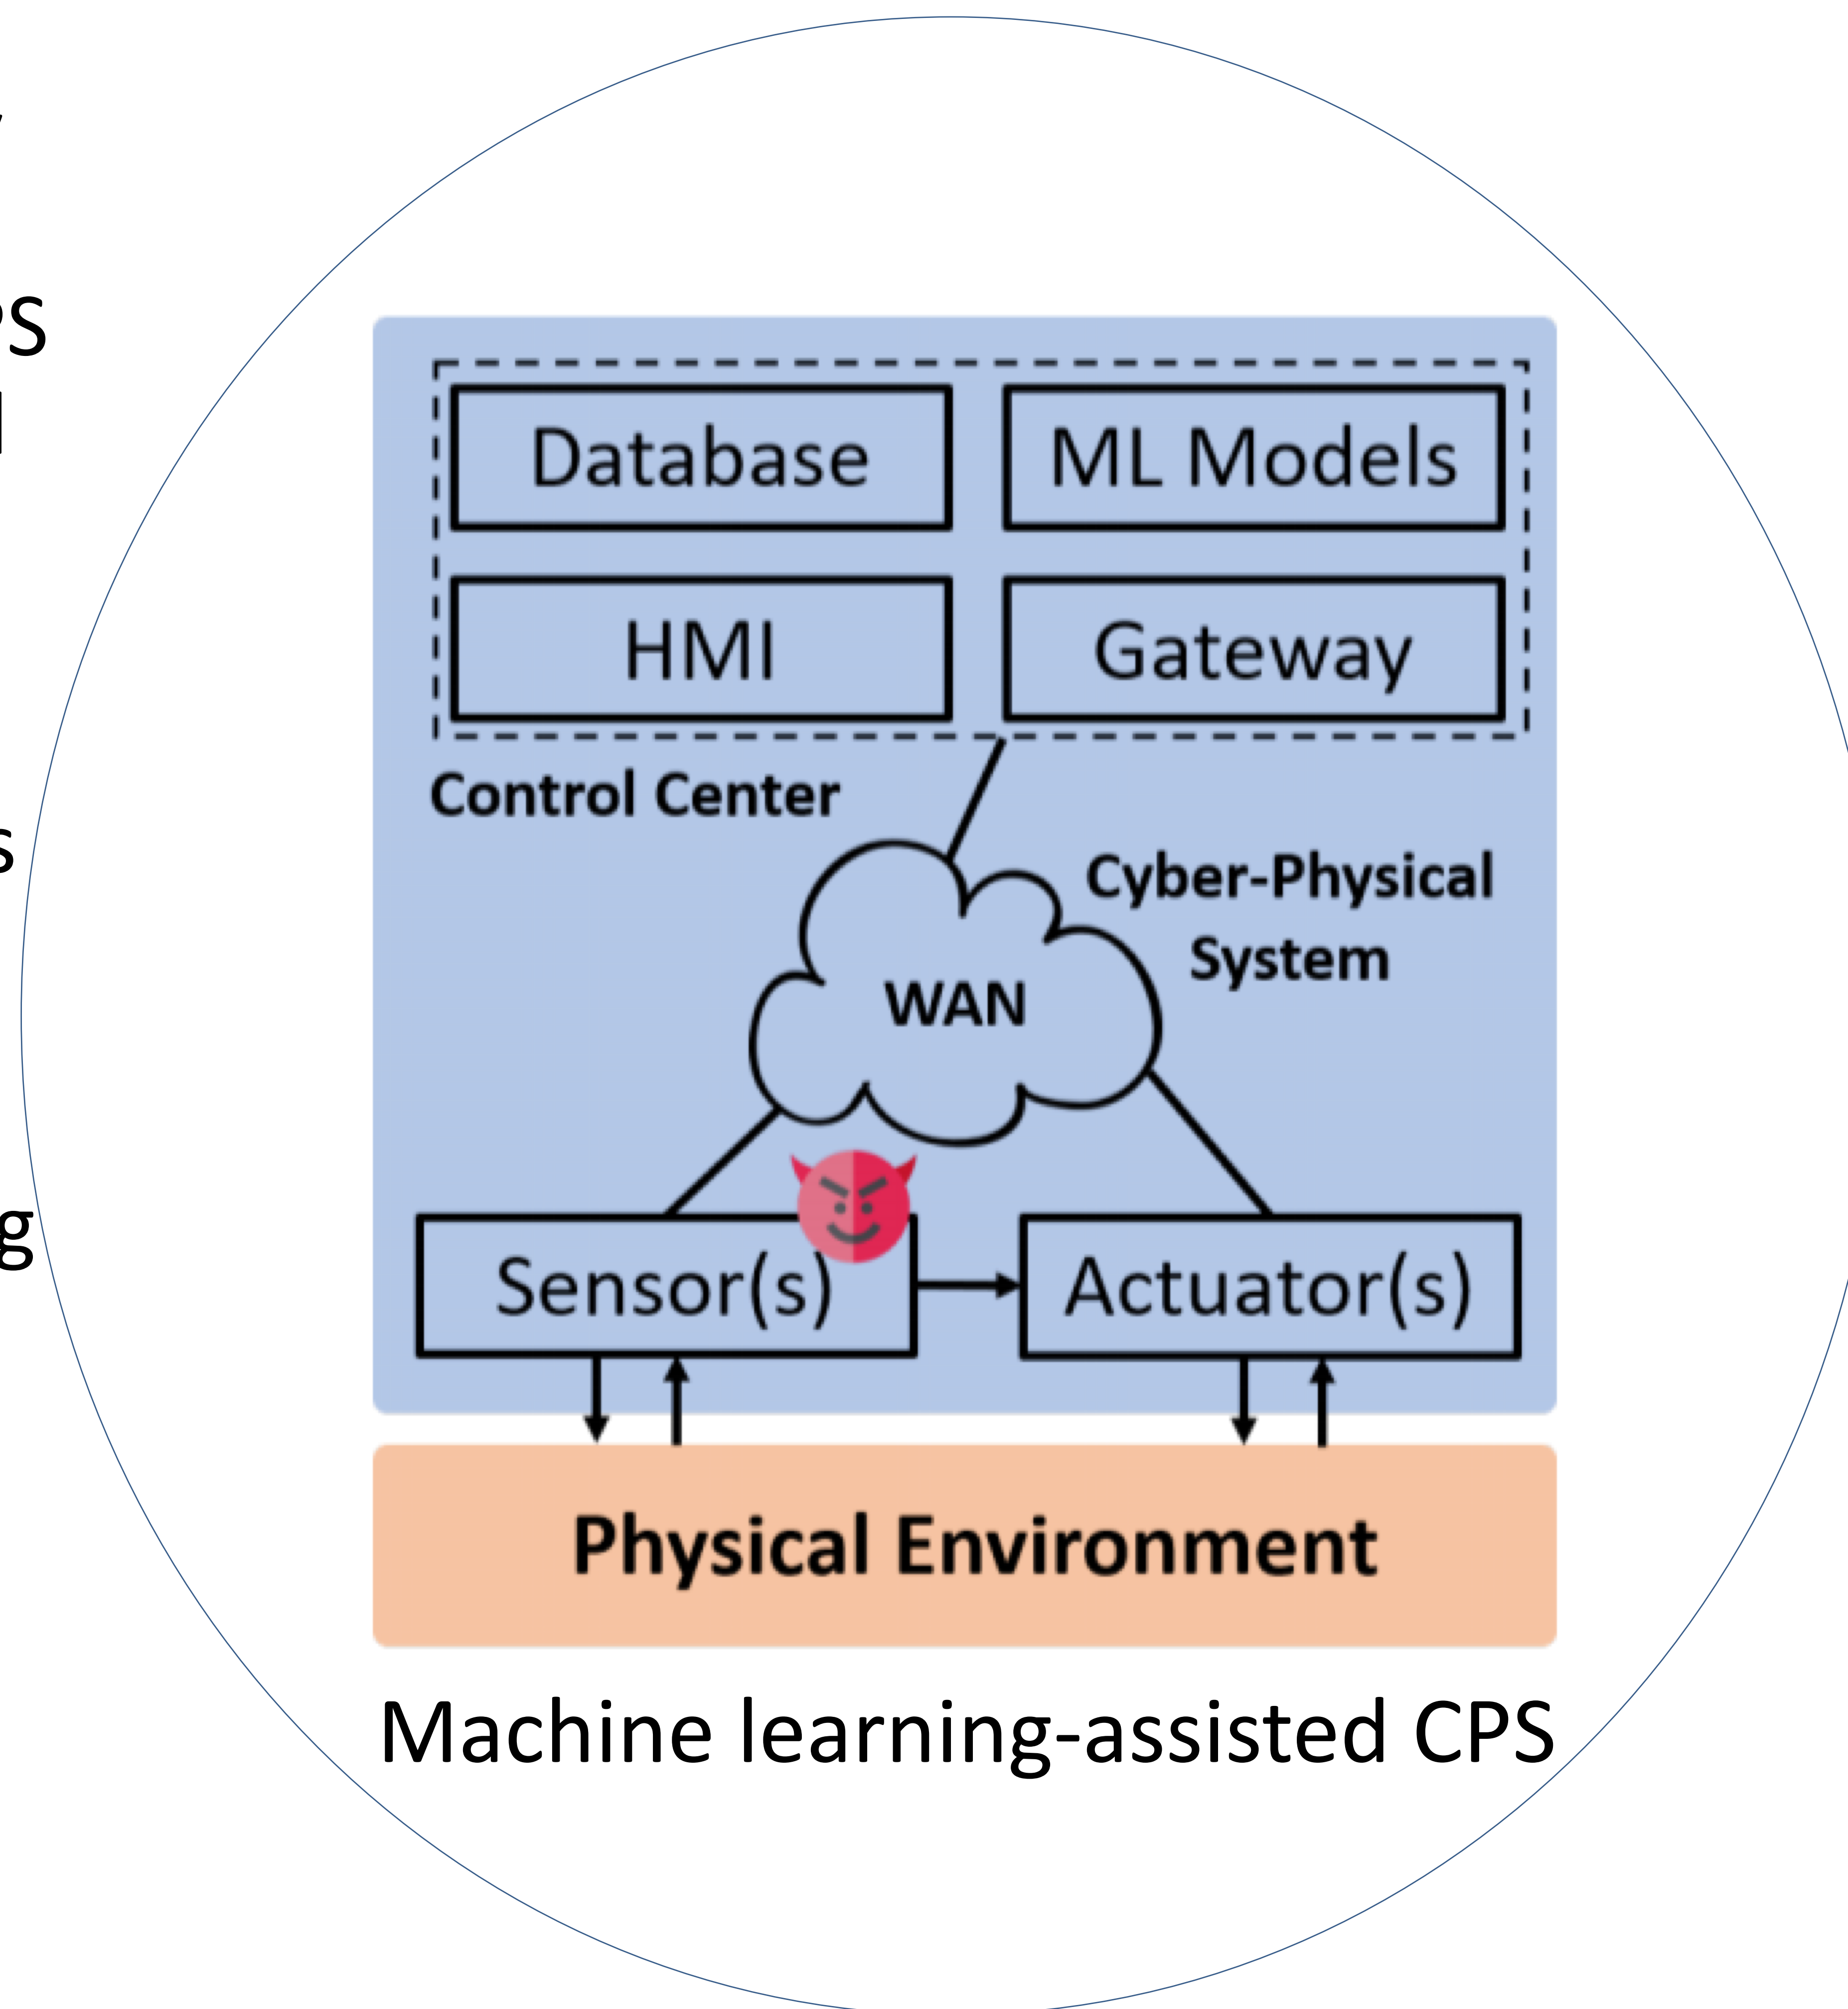 Database
ML Models
HMI
Gateway
Control Center
Cyber-Physical
System
WAN
Sensor(s)
Actuator(s)
Physical Environment
Machine learning-assisted CPS